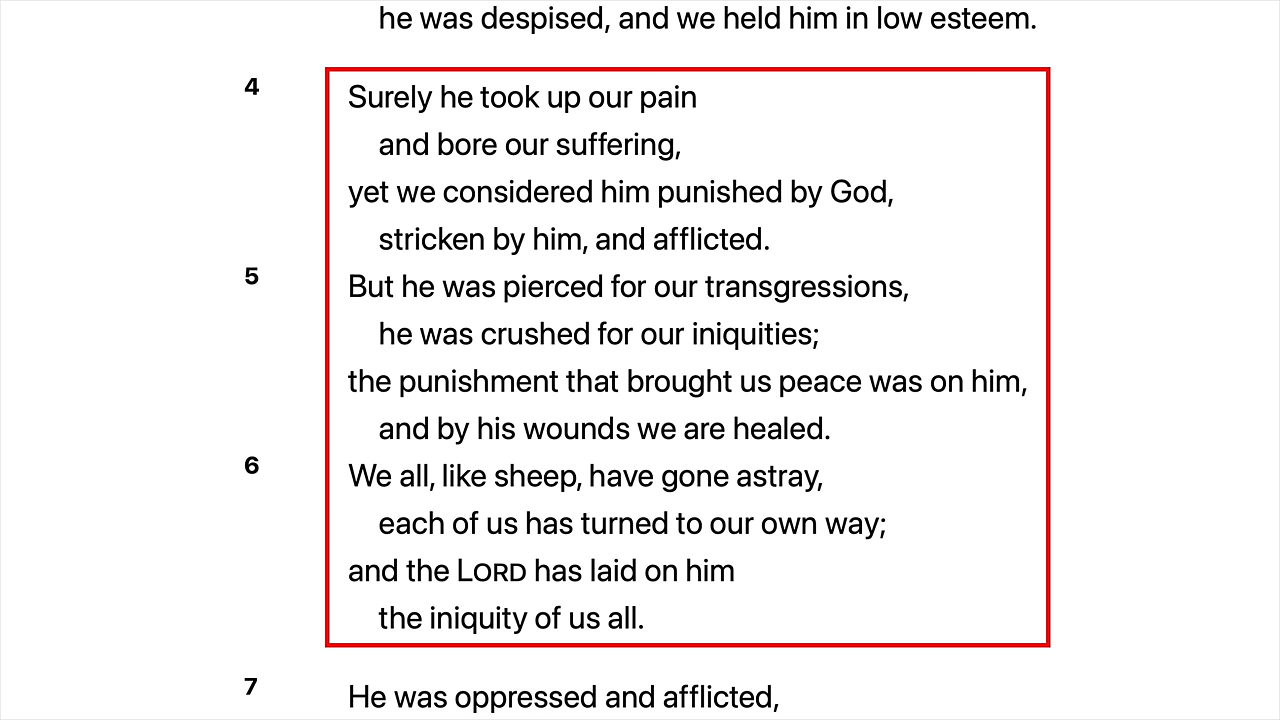 he was despised, and we held him in low esteem.
4 Surely he took up our pain
and bore our suffering,
yet we considered him punished by God,
stricken by him, and afflicted.
5 But he was pierced for our transgressions,
he was crushed for our iniquities;
the punishment that brought us peace was on him,
and by his wounds we are healed.
6 We all, like sheep, have gone astray,
each of us has turned to our own way;
and the LORD has laid on him
the iniquity of us all.
7 He was oppressed and afflicted,